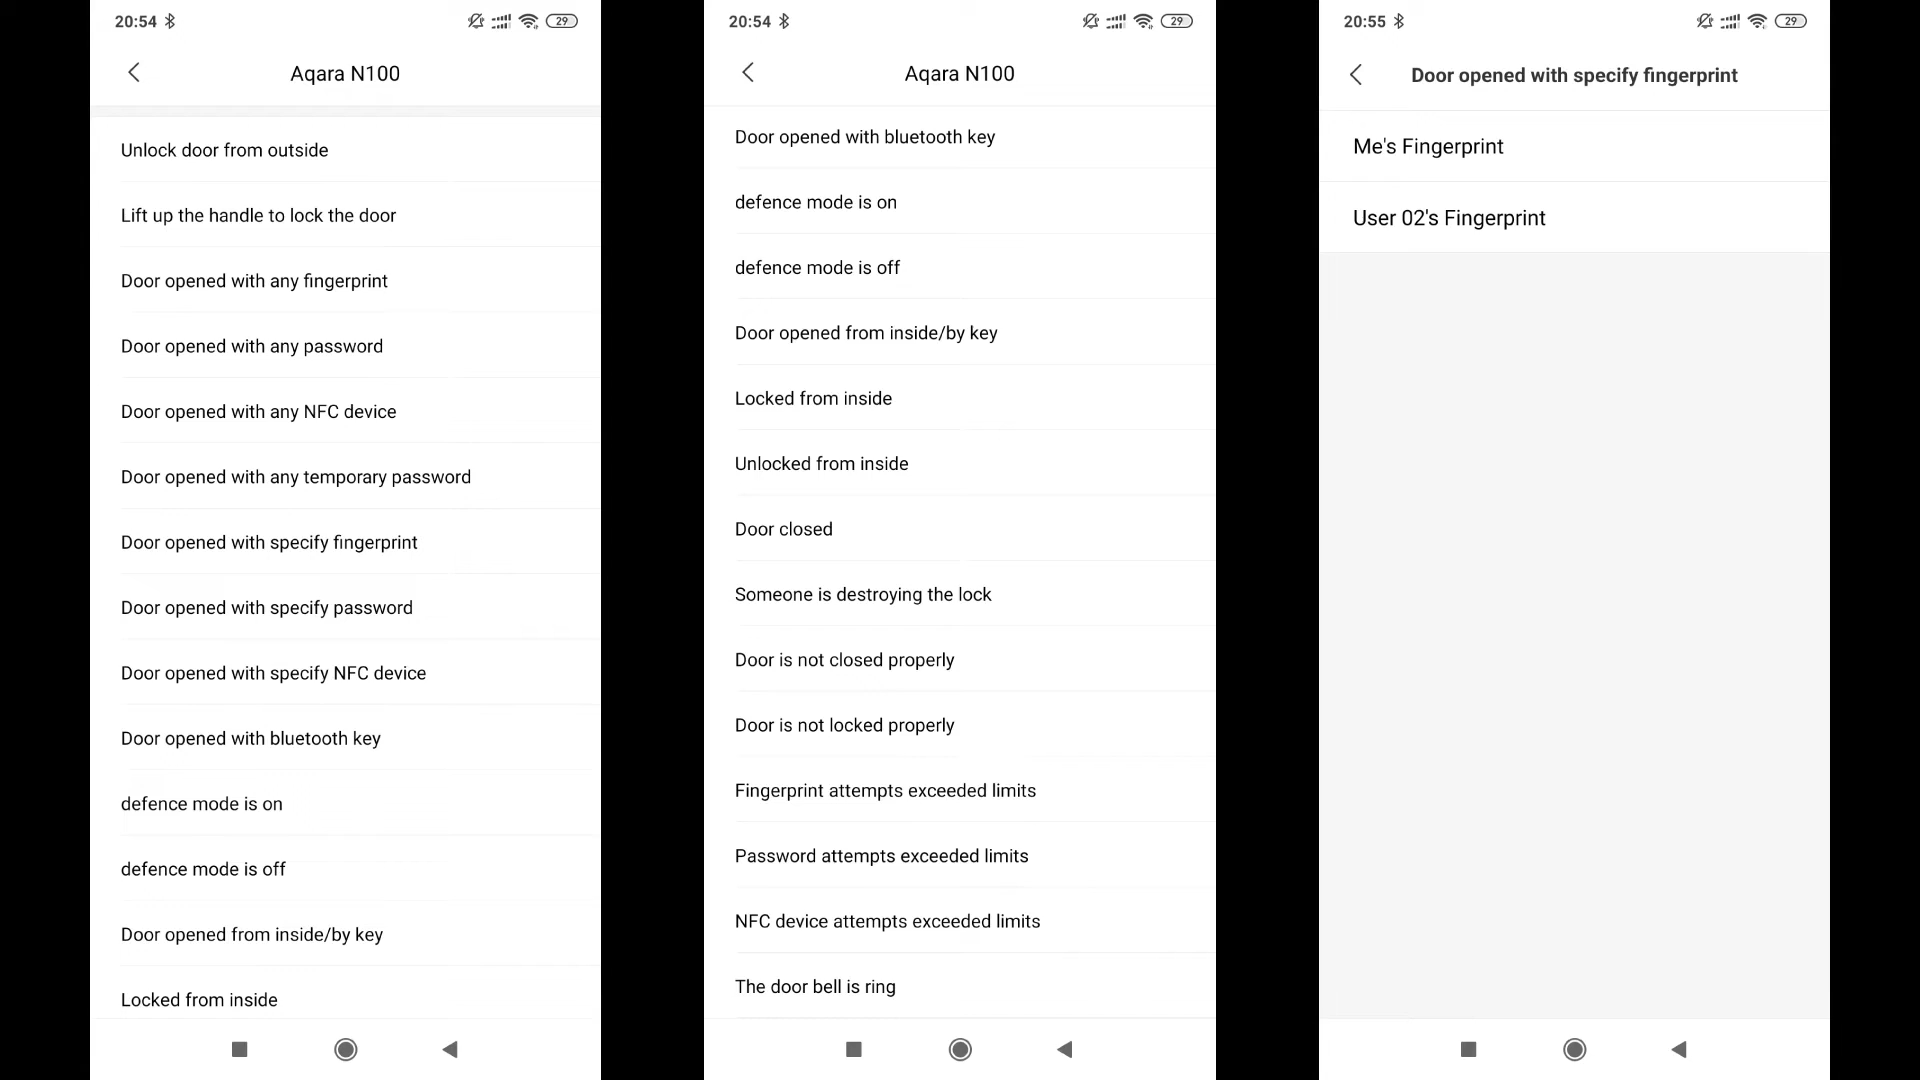 20:54
29
Aqara N100
Unlock door from outside
Lift up the handle to lock the door
Door opened with any fingerprint
Door opened with any password
Door opened with any NFC device
Door opened with any temporary password
Door opened with specify fingerprint
Door opened with specify password
Door opened with specify NFC device
Door opened with bluetooth key
defence mode is on
defence mode is off
Door opened from inside/by key
Locked from inside
20:54
29
Aqara N100
Door opened with bluetooth key
defence mode is on
defence mode is off
Door opened from inside/by key
Locked from inside
Unlocked from inside
Door closed
Someone is destroying the lock
Door is not closed properly
Door is not locked properly
Fingerprint attempts exceeded limits
Password attempts exceeded limits
NFC device attempts exceeded limits
The door bell is ring
20:55
29
Door opened with specify fingerprint
Me's Fingerprint
User 02's Fingerprint